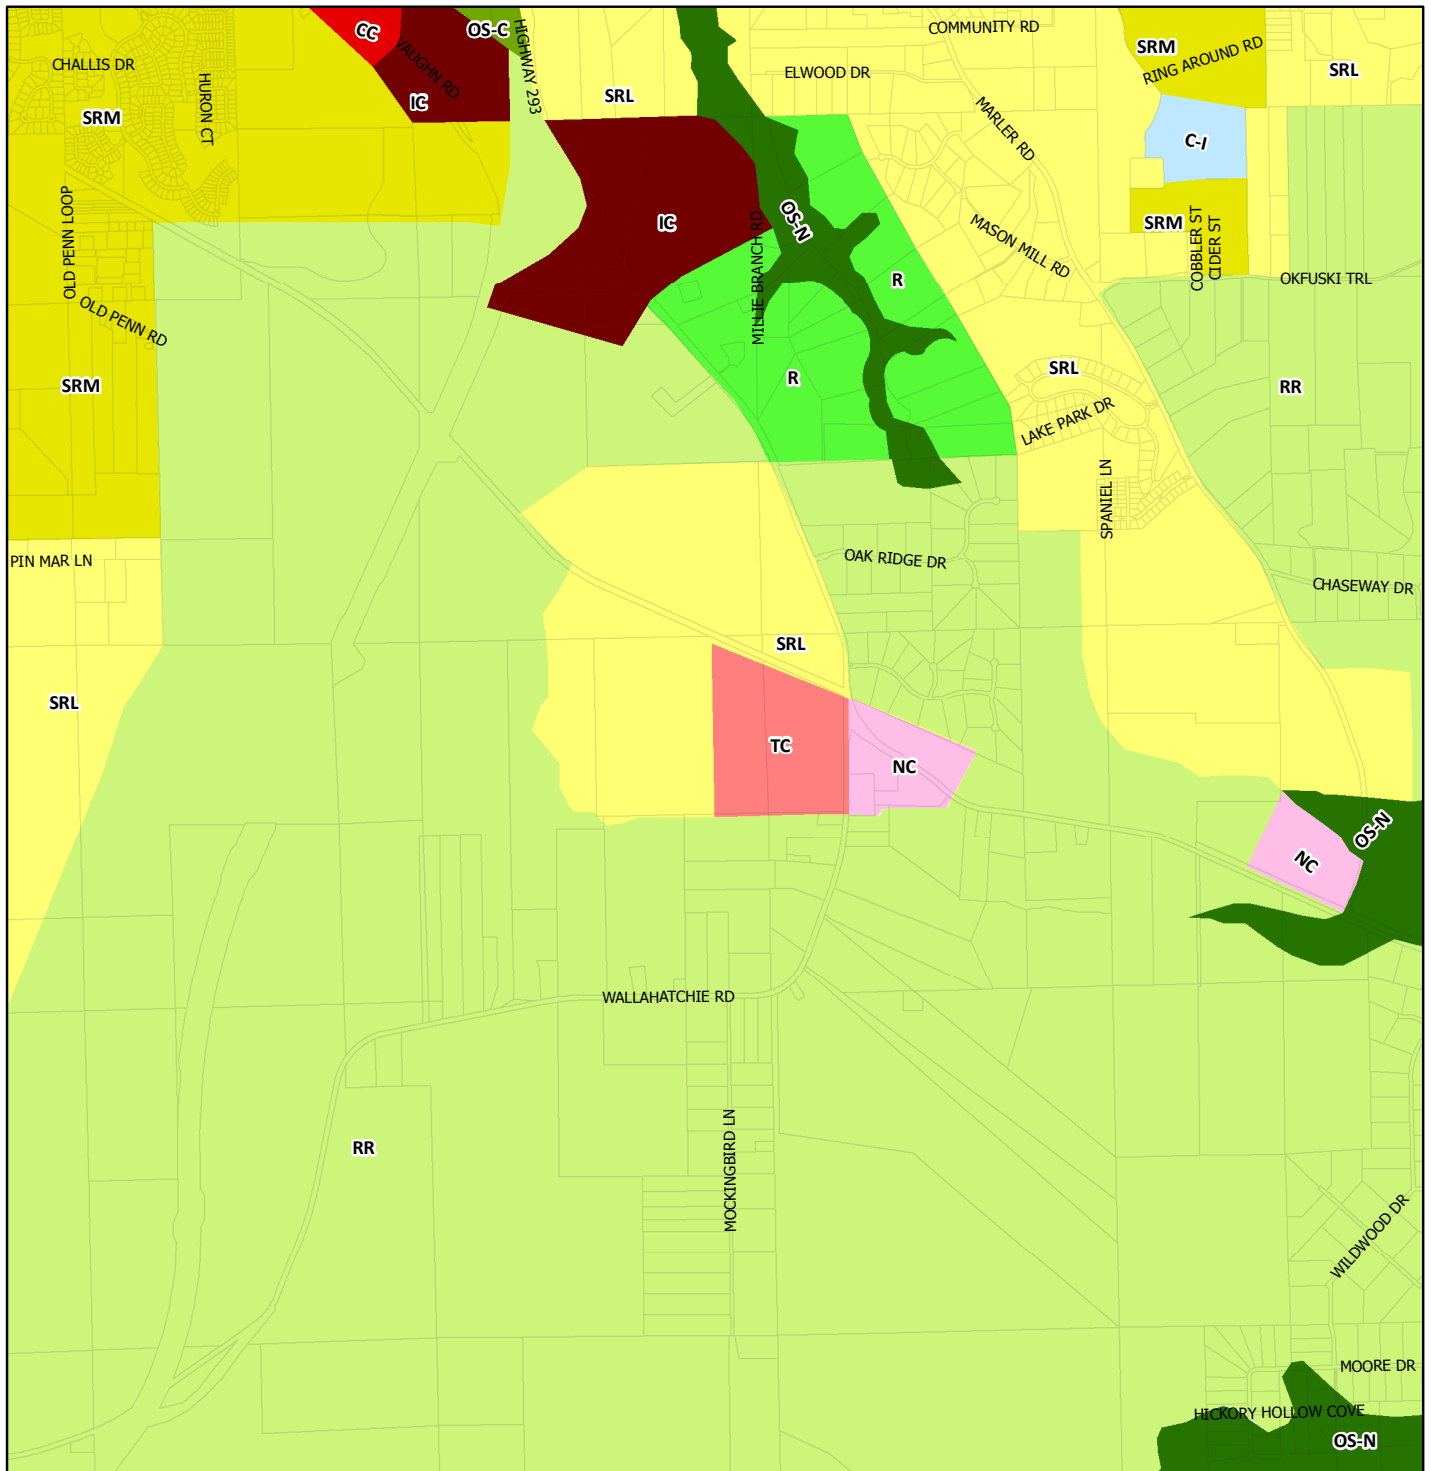 CC
OS-C
HIGHWAY 293
COMMUNITY RD
SRM
RING AROUND RD
CHALLIS DR
VAUGHN RD
ELWOOD DR
SRL
SRL
HURON CT
SRM
IC
MARLER RD
C-I
OLD PENN LOOP
IC
MILLIE BRANCH RD
OS-N
MASON MILL RD
SRM
COBBLER ST
CIDER ST
R
OKFUSKI TRL
OLD PENN RD
SRM
R
SRL
RR
LAKE PARK DR
SPANIEL LN
PIN MAR LN
OAK RIDGE DR
CHASEWAY DR
SRL
SRL
TC
NC
OS-N
NC
WALLAHATCHIE RD
MOCKINGBIRD LN
RR
WILDWOOD DR
MOORE DR
HICKORY HOLLOW COVE
OS-N